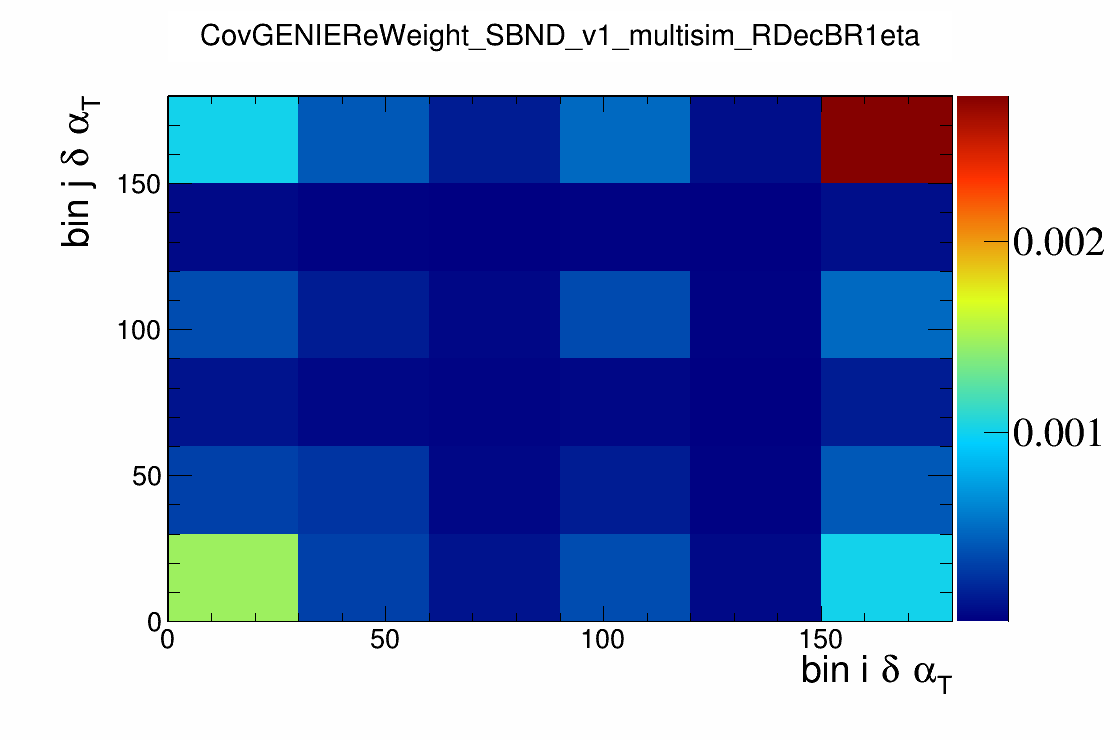 CovGENIEReWeight_SBND_v1_multisim_RDecBR1eta
bin j δ α_T
150
100
50
0
0 50 100 150
bin i δ α_T
0.002
0.001